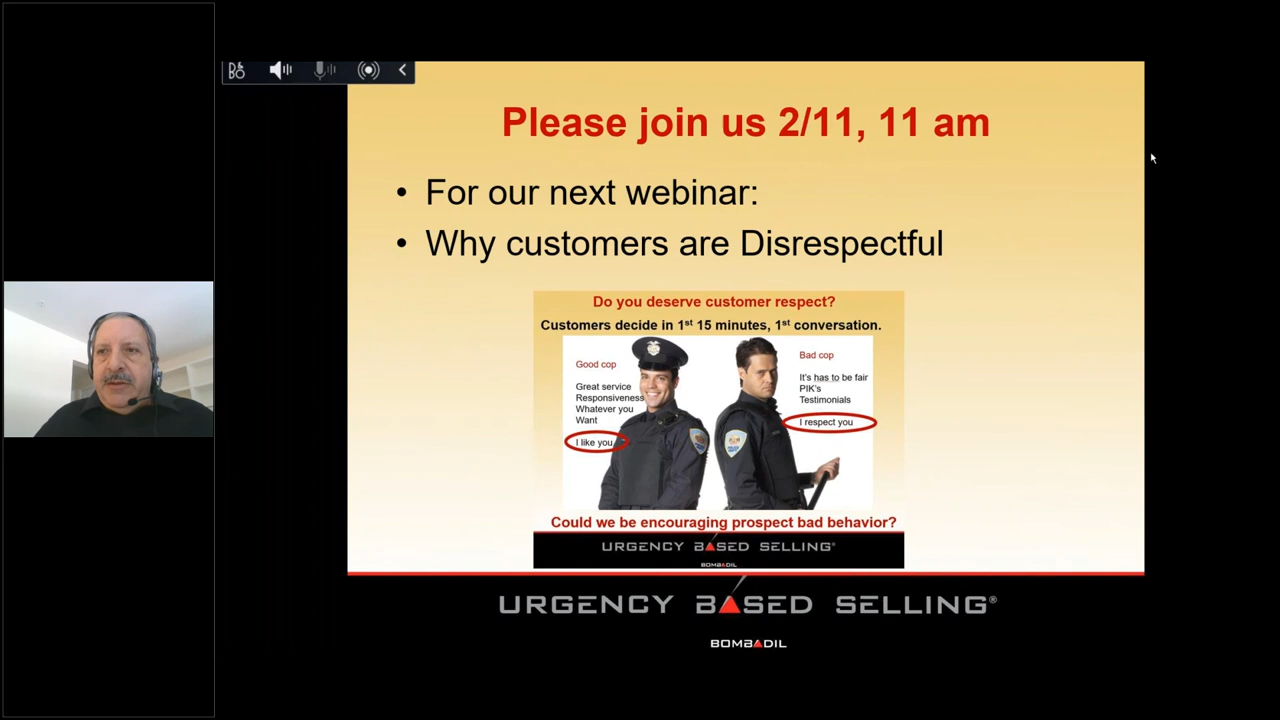 Please join us 2/11, 11 am
• For our next webinar:
• Why customers are Disrespectful
Do you deserve customer respect?
Customers decide in 1st 15 minutes, 1st conversation.
Good cop
Great service
Responsiveness
Whatever you
Want
I like you
Bad cop
It's has to be fair
PIK's
Testimonials
I respect you
Could we be encouraging prospect bad behavior?
URGENCY BASED SELLING®
BOMBADIL
URGENCY BASED SELLING®
BOMBADIL